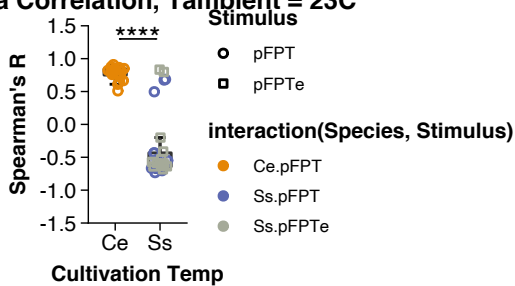 a Correlation, Tambient = 23C
****
Spearman's R
1.5
1.0
0.5
0.0
-0.5
-1.0
-1.5
Ce Ss
Cultivation Temp
Stimulus
pFPT
pFPTe
interaction(Species, Stimulus)
Ce.pFPT
Ss.pFPT
Ss.pFPTe